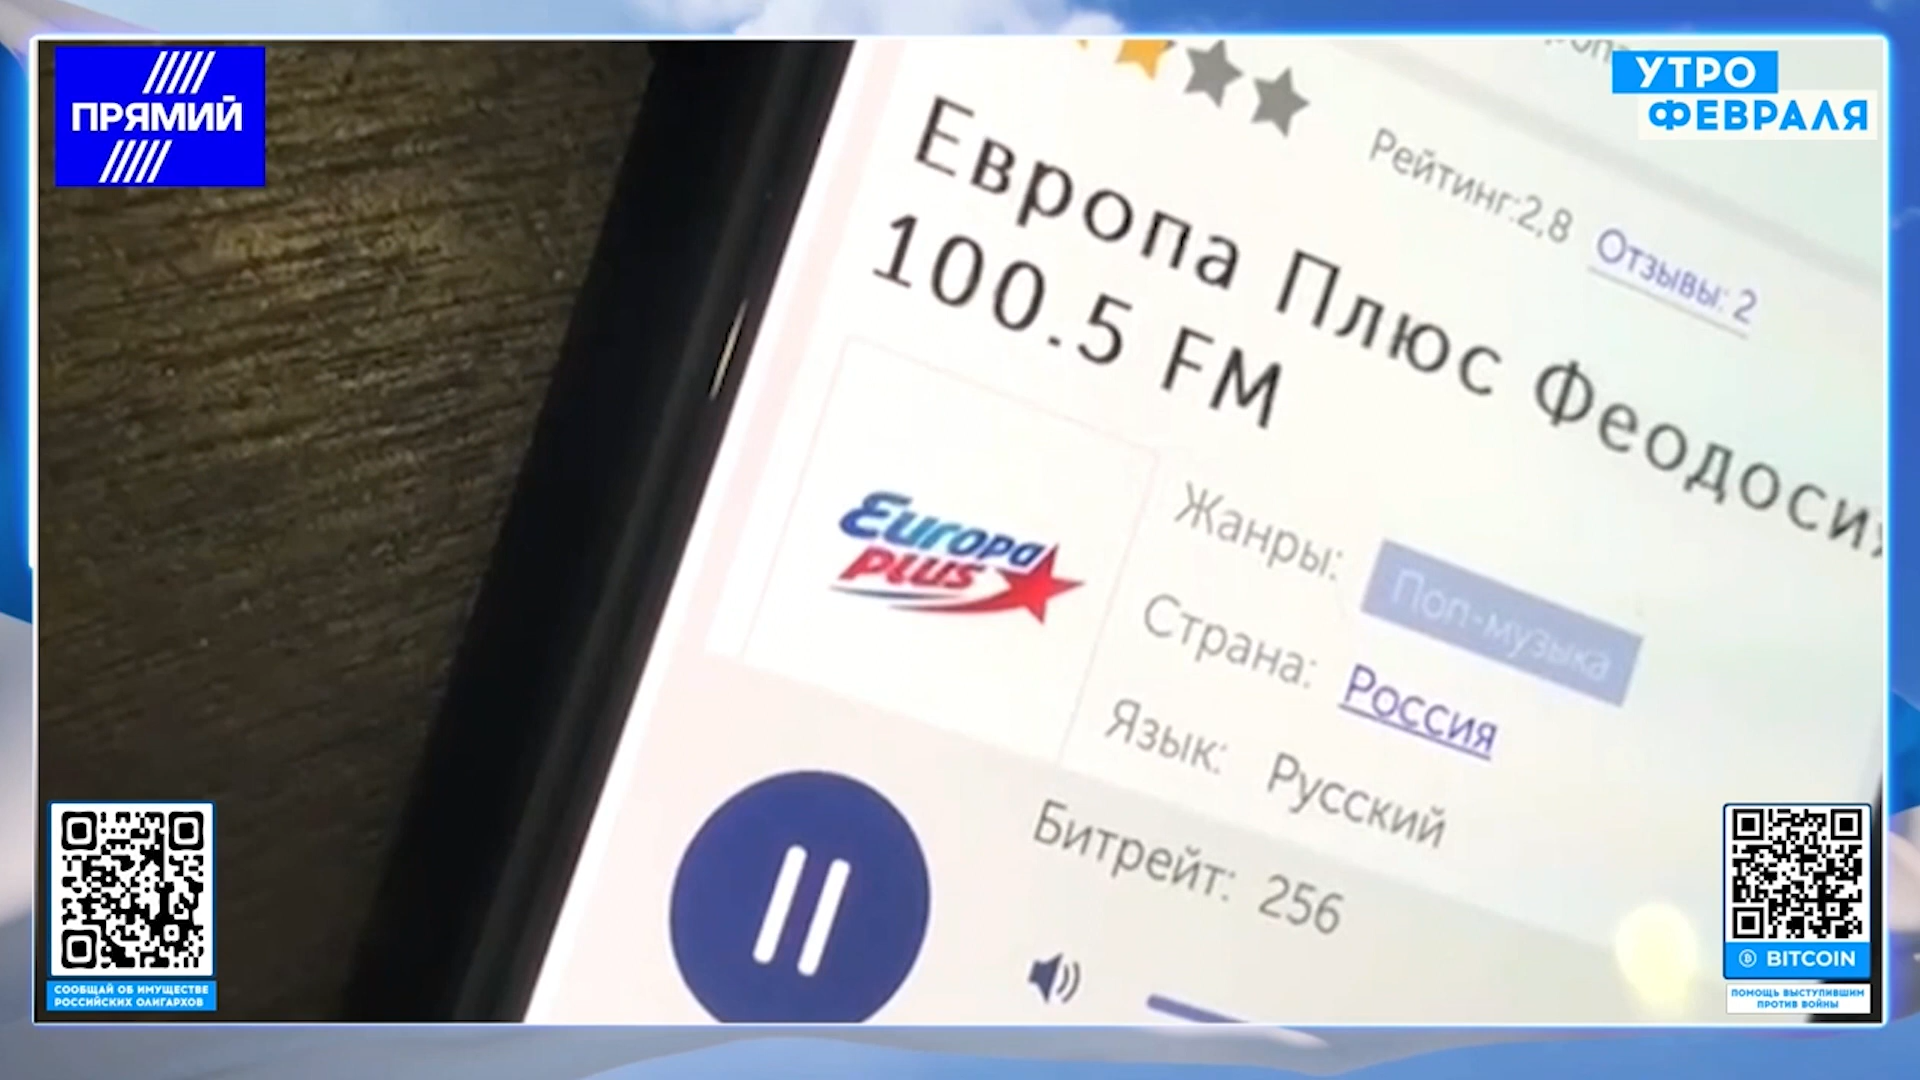 ПРЯМИЙ
УТРО
ФЕВРАЛЯ
Рейтинг:2,8 Отзывы: 2
Европа Плюс Феодосия
100.5 FM
EUROPA
PLUS
Жанры: Поп-музыка
Страна: Россия
Язык: Русский
Битрейт: 256
СООБЩАЙ ОБ ИМУЩЕСТВЕ
РОССИЙСКИХ ОЛИГАРХОВ
BITCOIN
ПОМОЩЬ ВЫСТУПИВШИМ
ПРОТИВ ВОЙНЫ